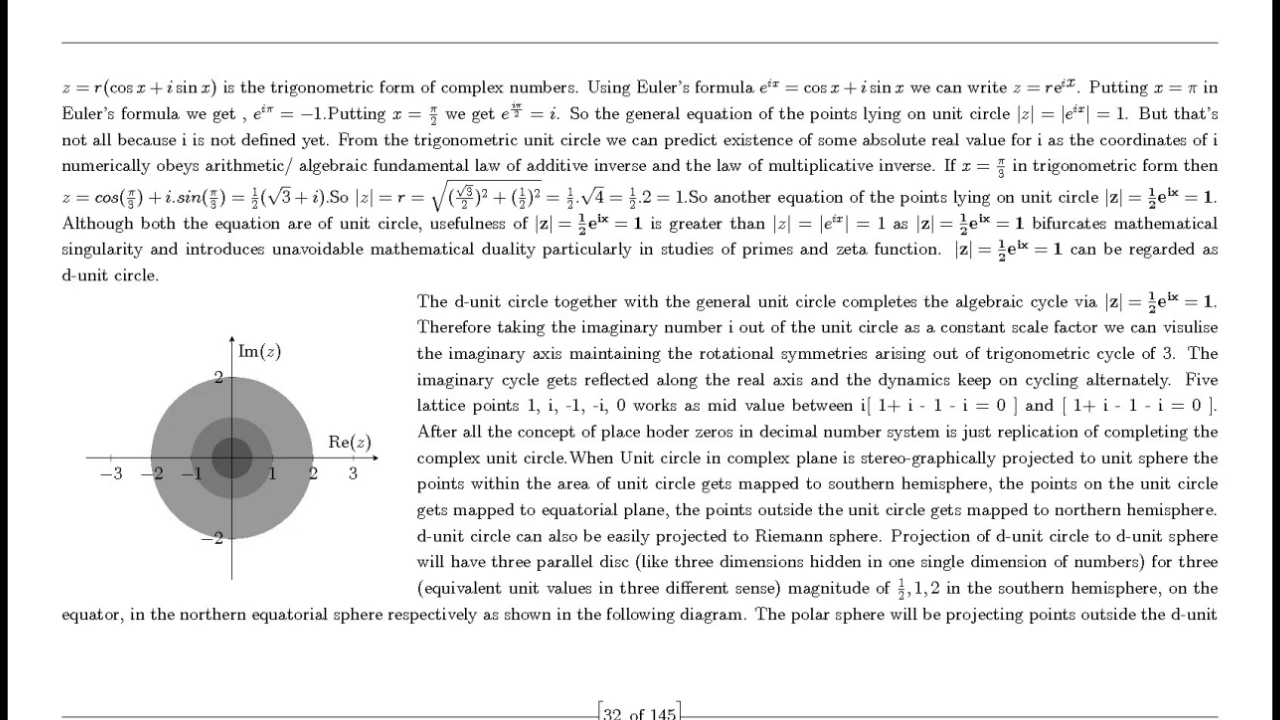 z = r(cos x + i sin x) is the trigonometric form of complex numbers. Using Euler's formula e^{ix} = cos x + i sin x we can write z = re^{ix}. Putting x = π in
Euler's formula we get , e^{iπ} = −1.Putting x = π/2 we get e^{iπ/2} = i. So the general equation of the points lying on unit circle |z| = |e^{ix}| = 1. But that's
not all because i is not defined yet. From the trigonometric unit circle we can predict existence of some absolute real value for i as the coordinates of i
numerically obeys arithmetic/ algebraic fundamental law of additive inverse and the law of multiplicative inverse. If x = π/3 in trigonometric form then
z = cos(π/3) + i.sin(π/3) = 1/2(√3 + i).So |z| = r = √((√3/2)² + (1/2)²) = 1/2.√4 = 1/2.2 = 1.So another equation of the points lying on unit circle |z| = 1/2e^{ix} = 1.
Although both the equation are of unit circle, usefulness of |z| = 1/2e^{ix} = 1 is greater than |z| = |e^{ix}| = 1 as |z| = 1/2e^{ix} = 1 bifurcates mathematical
singularity and introduces unavoidable mathematical duality particularly in studies of primes and zeta function. |z| = 1/2e^{ix} = 1 can be regarded as
d-unit circle.
The d-unit circle together with the general unit circle completes the algebraic cycle via |z| = 1/2e^{ix} = 1.
Therefore taking the imaginary number i out of the unit circle as a constant scale factor we can visulise
the imaginary axis maintaining the rotational symmetries arising out of trigonometric cycle of 3. The
imaginary cycle gets reflected along the real axis and the dynamics keep on cycling alternately. Five
lattice points 1, i, -1, -i, 0 works as mid value between i[ 1+ i - 1 - i = 0 ] and [ 1+ i - 1 - i = 0 ].
After all the concept of place hoder zeros in decimal number system is just replication of completing the
complex unit circle.When Unit circle in complex plane is stereo-graphically projected to unit sphere the
points within the area of unit circle gets mapped to southern hemisphere, the points on the unit circle
gets mapped to equatorial plane, the points outside the unit circle gets mapped to northern hemisphere.
d-unit circle can also be easily projected to Riemann sphere. Projection of d-unit circle to d-unit sphere
will have three parallel disc (like three dimensions hidden in one single dimension of numbers) for three
(equivalent unit values in three different sense) magnitude of 1/2, 1, 2 in the southern hemisphere, on the
equator, in the northern equatorial sphere respectively as shown in the following diagram. The polar sphere will be projecting points outside the d-unit
Im(z)
2
Re(z)
−3 −2 −1 1 2 3
−2
[32 of 145]